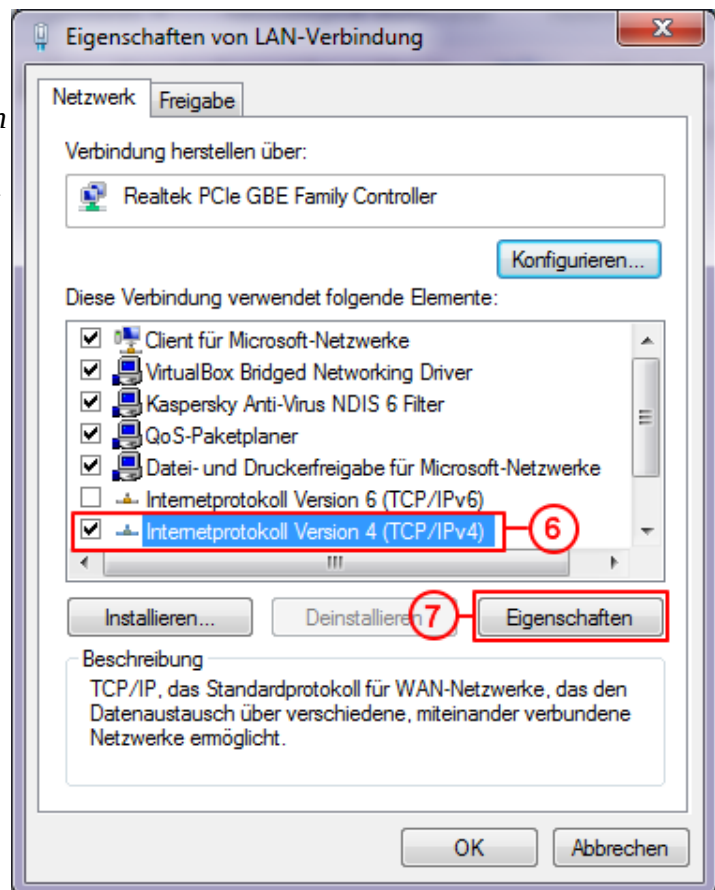 Eigenschaften von LAN-Verbindung
Netzwerk Freigabe
n
Verbindung herstellen über:
Realtek PCIe GBE Family Controller
Konfigurieren...
Diese Verbindung verwendet folgende Elemente:
Client für Microsoft-Netzwerke
VirtualBox Bridged Networking Driver
Kaspersky Anti-Virus NDIS 6 Filter
QoS-Paketplaner
Datei- und Druckerfreigabe für Microsoft-Netzwerke
Internetprotokoll Version 6 (TCP/IPv6)
Internetprotokoll Version 4 (TCP/IPv4) 6
Installieren... Deinstallieren 7 Eigenschaften
Beschreibung
TCP/IP, das Standardprotokoll für WAN-Netzwerke, das den
Datenaustausch über verschiedene, miteinander verbundene
Netzwerke ermöglicht.
OK Abbrechen